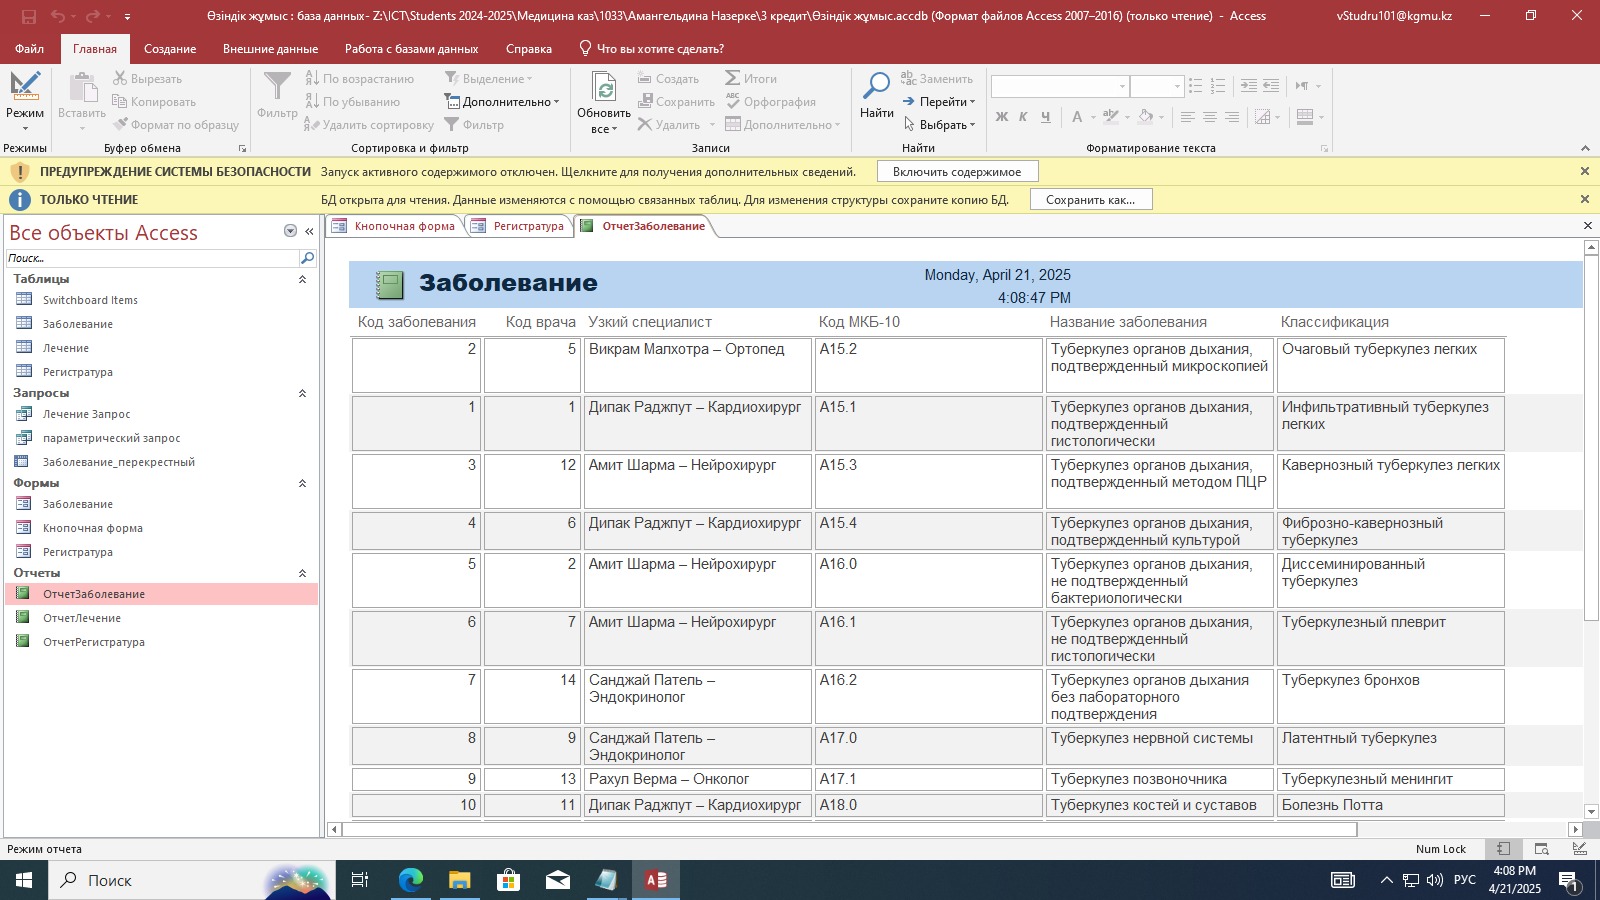 Өзіндік жұмыс : база данных- Z:\ICT\Students 2024-2025\Медицина каз\1033\Амангельдина Назерке\3 кредит\Өзіндік жұмыс.accdb (Формат файлов Access 2007–2016) (только чтение) - Access
vStudru101@kgmu.kz
Файл Главная Создание Внешние данные Работа с базами данных Справка Что вы хотите сделать?
Режим
Режимы
Вставить
Вырезать
Копировать
Формат по образцу
Буфер обмена
Фильтр
По возрастанию
По убыванию
Удалить сортировку
Выделение
Дополнительно
Фильтр
Сортировка и фильтр
Обновить
все
Создать
Сохранить
Удалить
Итоги
Орфография
Дополнительно
Записи
Найти
Заменить
Перейти
Выбрать
Найти
Ж К Ч А
Форматирование текста
ПРЕДУПРЕЖДЕНИЕ СИСТЕМЫ БЕЗОПАСНОСТИ Запуск активного содержимого отключен. Щелкните для получения дополнительных сведений. Включить содержимое
ТОЛЬКО ЧТЕНИЕ БД открыта для чтения. Данные изменяются с помощью связанных таблиц. Для изменения структуры сохраните копию БД. Сохранить как...
Все объекты Access
Поиск...
Таблицы
Switchboard Items
Заболевание
Лечение
Регистратура
Запросы
Лечение Запрос
параметрический запрос
Заболевание_перекрестный
Формы
Заболевание
Кнопочная форма
Регистратура
Отчеты
ОтчетЗаболевание
ОтчетЛечение
ОтчетРегистратура
Кнопочная форма Регистратура ОтчетЗаболевание
Заболевание
Monday, April 21, 2025
4:08:47 PM
Код заболевания Код врача Узкий специалист Код МКБ-10 Название заболевания Классификация
2 5 Викрам Малхотра – Ортопед A15.2 Туберкулез органов дыхания, Очаговый туберкулез легких
подтвержденный микроскопией
1 1 Дипак Раджпут – Кардиохирург A15.1 Туберкулез органов дыхания, Инфильтративный туберкулез
подтвержденный легких
гистологически
3 12 Амит Шарма – Нейрохирург A15.3 Туберкулез органов дыхания, Кавернозный туберкулез легких
подтвержденный методом ПЦР
4 6 Дипак Раджпут – Кардиохирург A15.4 Туберкулез органов дыхания, Фиброзно-кавернозный
подтвержденный культурой туберкулез
5 2 Амит Шарма – Нейрохирург A16.0 Туберкулез органов дыхания, Диссеминированный
не подтвержденный туберкулез
бактериологически
6 7 Амит Шарма – Нейрохирург A16.1 Туберкулез органов дыхания, Туберкулезный плеврит
не подтвержденный
гистологически
7 14 Санджай Патель – A16.2 Туберкулез органов дыхания Туберкулез бронхов
Эндокринолог без лабораторного
подтверждения
8 9 Санджай Патель – A17.0 Туберкулез нервной системы Латентный туберкулез
Эндокринолог
9 13 Рахул Верма – Онколог A17.1 Туберкулез позвоночника Туберкулезный менингит
10 11 Дипак Раджпут – Кардиохирург A18.0 Туберкулез костей и суставов Болезнь Потта
Режим отчета
Num Lock
Поиск
РУС
4:08 PM
4/21/2025
1